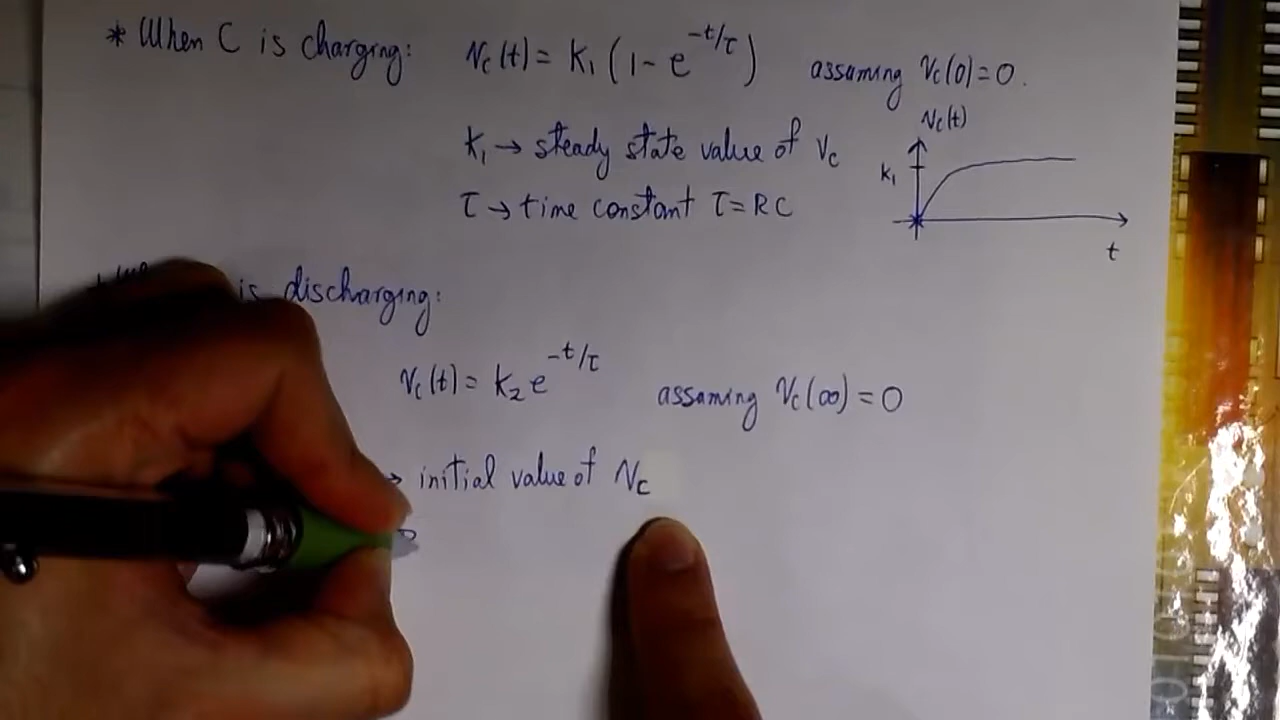 * When C is charging: Vc(t) = K₁ (1 - e^-t/τ) assuming Vc(0) = 0.
K₁ → steady state value of Vc
τ → time constant τ = RC
Vc(t)
K₁
t
is discharging:
Vc(t) = K₂ e^-t/τ assuming Vc(∞) = 0
→ initial value of Vc